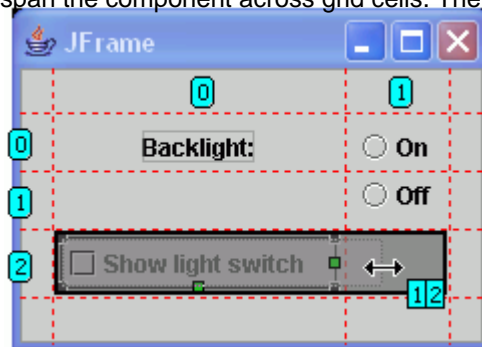 span the component across grid cells. The
JFrame
0 1
0 Backlight: On
1 Off
2 Show light switch
1 2